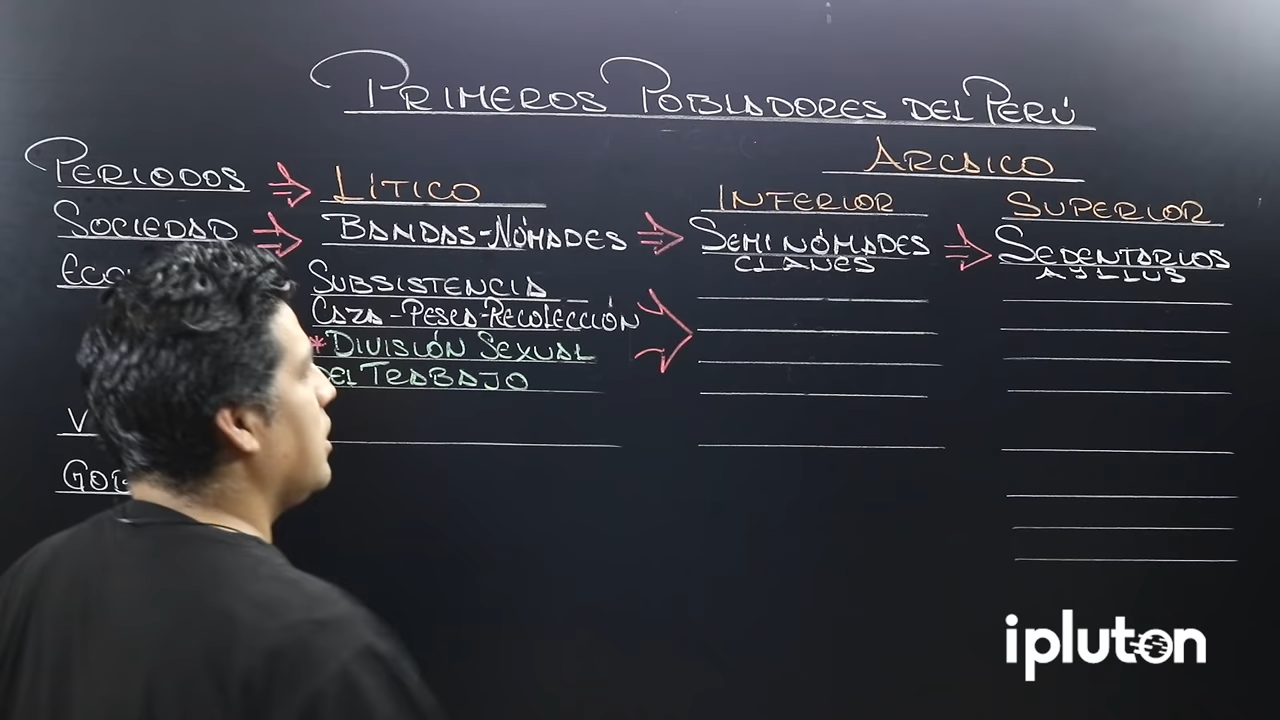 PRIMEROS POBLADORES DEL PERÚ
ARCAICO
PERIODOS
LÍTICO
INFERIOR
SUPERIOR
SOCIEDAD
BANDAS-NÓMADES
SEMINÓMADES
CLANES
SEDENTARIOS
AYLLUS
SUBSISTENCIA
CAZA-PESCA-RECOLECCIÓN
*DIVISIÓN SEXUAL
DEL TRABAJO
ipluton